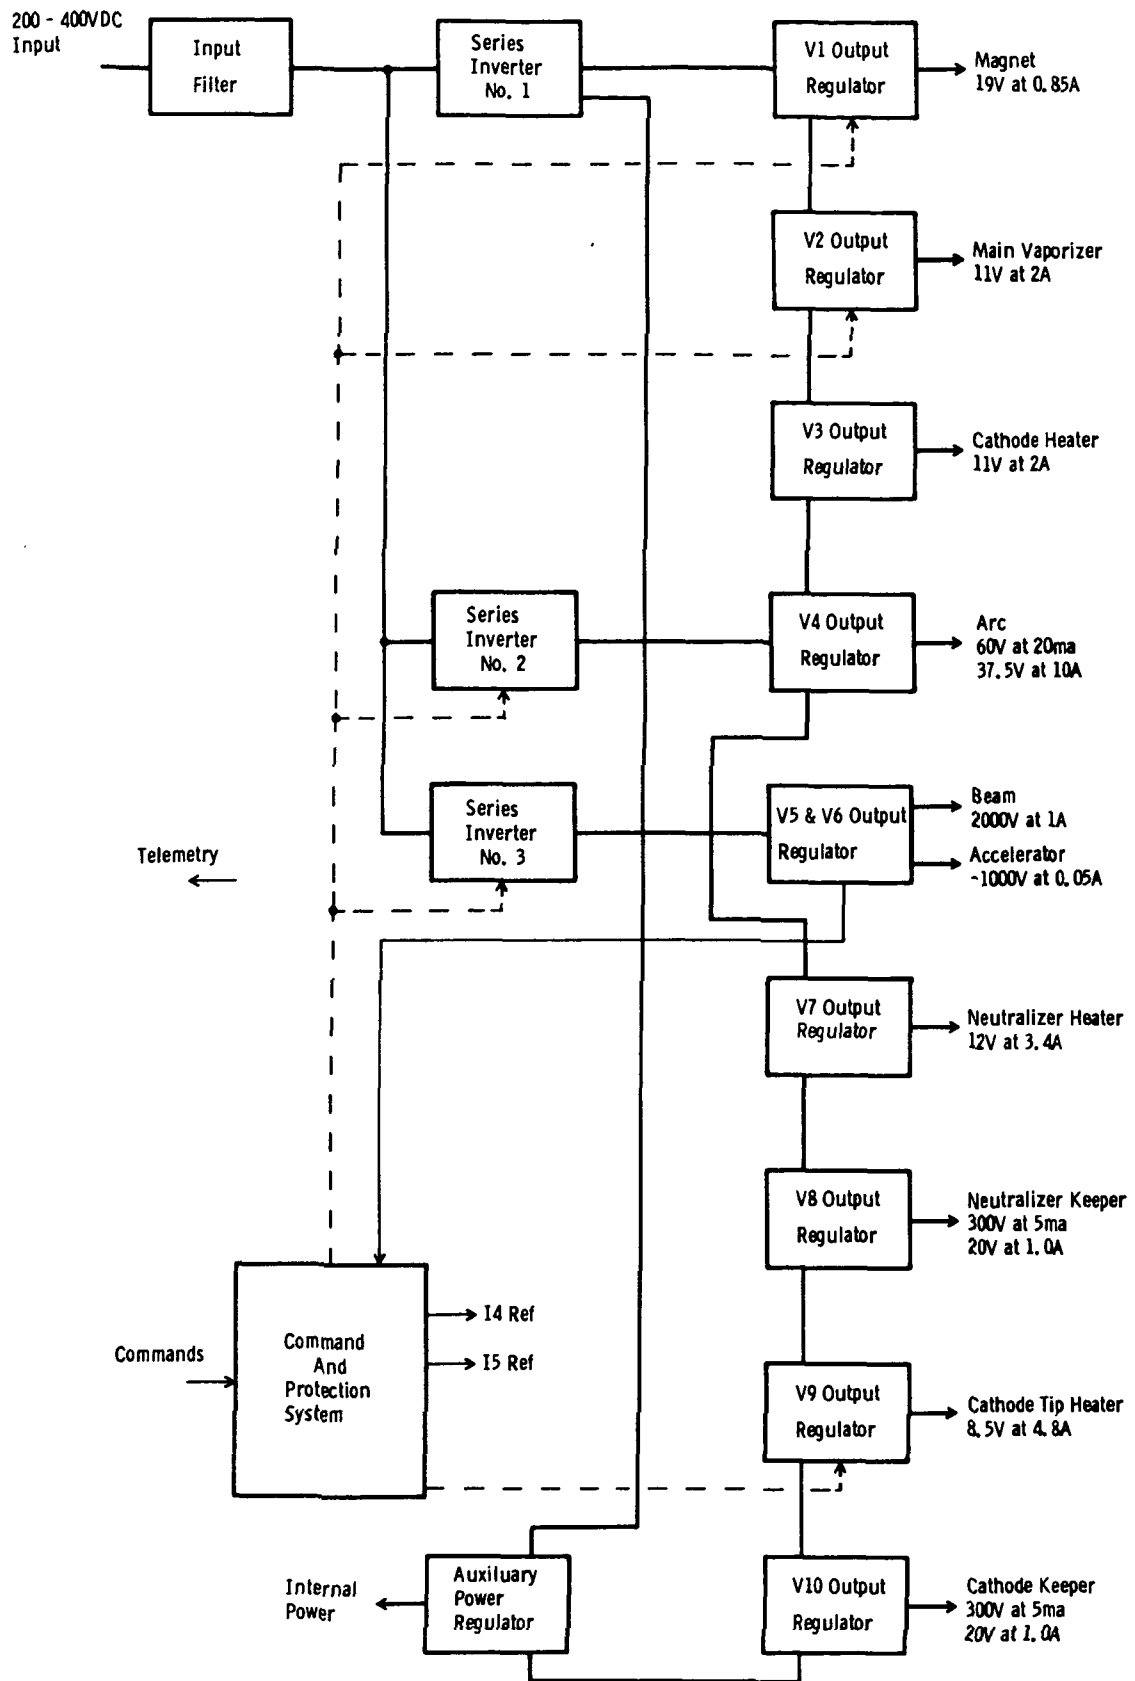 200 - 400VDC
Input
Input
Filter
Series
Inverter
No. 1
V1 Output
Regulator
Magnet
19V at 0.85A
V2 Output
Regulator
Main Vaporizer
11V at 2A
V3 Output
Regulator
Cathode Heater
11V at 2A
Series
Inverter
No. 2
V4 Output
Regulator
Arc
60V at 20ma
37.5V at 10A
Series
Inverter
No. 3
V5 & V6 Output
Regulator
Beam
2000V at 1A
Accelerator
-1000V at 0.05A
Telemetry
V7 Output
Regulator
Neutralizer Heater
12V at 3.4A
V8 Output
Regulator
Neutralizer Keeper
300V at 5ma
20V at 1.0A
Commands
Command
And
Protection
System
I4 Ref
I5 Ref
V9 Output
Regulator
Cathode Tip Heater
8.5V at 4.8A
Internal
Power
Auxiluary
Power
Regulator
V10 Output
Regulator
Cathode Keeper
300V at 5ma
20V at 1.0A